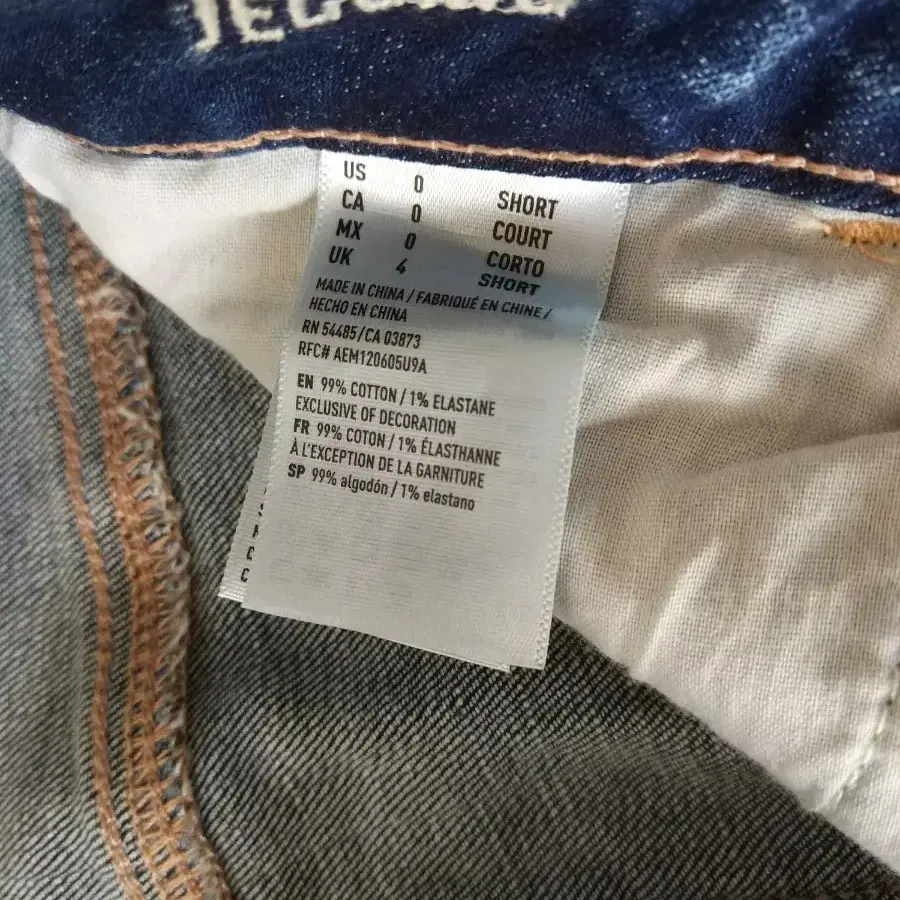 US 0 SHORT
CA 0 COURT
MX 0 CORTO
UK 4 SHORT
MADE IN CHINA / FABRIQUÉ EN CHINE /
HECHO EN CHINA
RN 54485/CA 03873
RFC# AEM120605U9A
EN 99% COTTON / 1% ELASTANE
EXCLUSIVE OF DECORATION
FR 99% COTON / 1% ÉLASTHANNE
À L'EXCEPTION DE LA GARNITURE
SP 99% algodón / 1% elastano